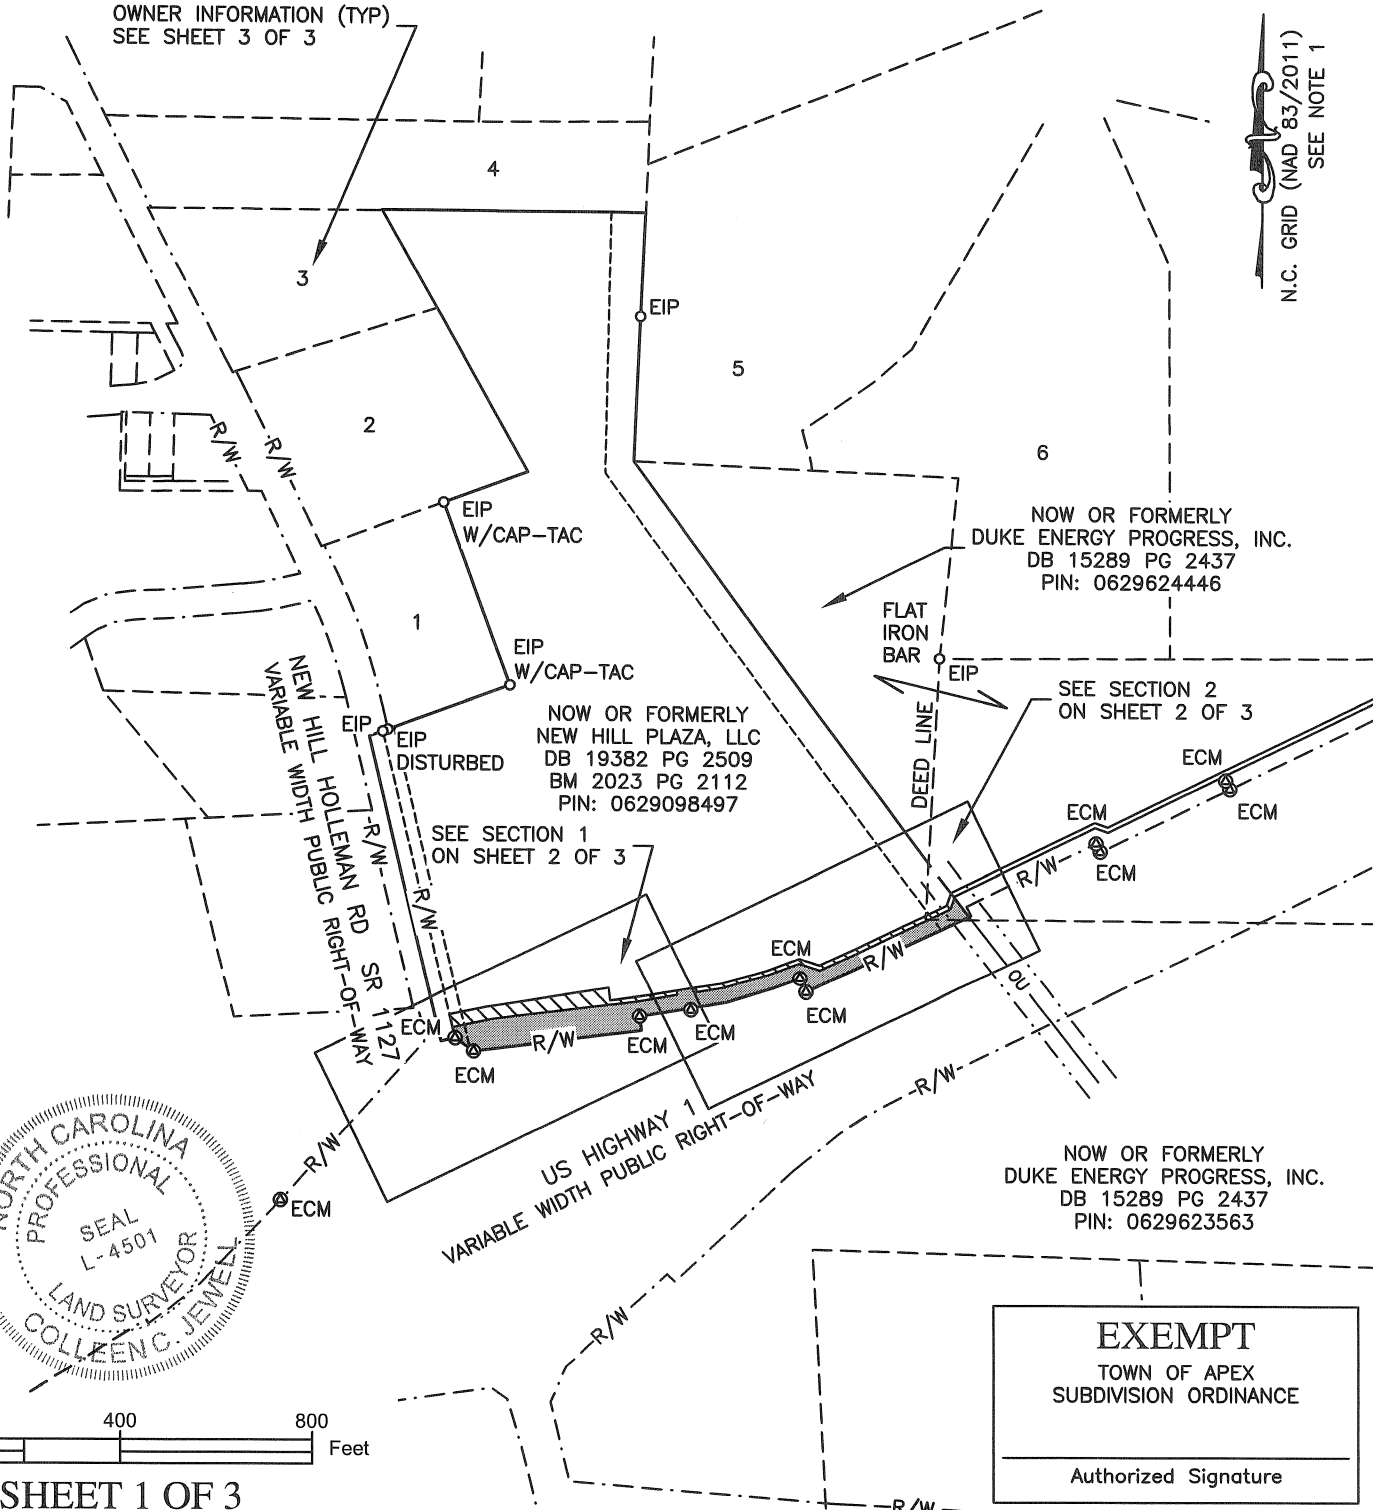 OWNER INFORMATION (TYP)
SEE SHEET 3 OF 3
N.C. GRID (NAD 83/2011)
SEE NOTE 1
4
3
EIP
5
2
6
R/W
R/W
EIP
W/CAP-TAC
NOW OR FORMERLY
DUKE ENERGY PROGRESS, INC.
DB 15289 PG 2437
PIN: 0629624446
1
FLAT
IRON
BAR
EIP
EIP
W/CAP-TAC
SEE SECTION 2
ON SHEET 2 OF 3
NEW HILL HOLLEMAN RD SR 1127
VARIABLE WIDTH PUBLIC RIGHT-OF-WAY
EIP
EIP
DISTURBED
NOW OR FORMERLY
NEW HILL PLAZA, LLC
DB 19382 PG 2509
BM 2023 PG 2112
PIN: 0629098497
DEED LINE
ECM
ECM
ECM
ECM
SEE SECTION 1
ON SHEET 2 OF 3
R/W
R/W
R/W
ECM
R/W
OU
ECM
ECM
R/W
ECM
ECM
ECM
R/W
US HIGHWAY 1
VARIABLE WIDTH PUBLIC RIGHT-OF-WAY
R/W
ECM
NORTH CAROLINA
PROFESSIONAL
SEAL
L-4501
LAND SURVEYOR
COLLEEN C. JEWELL
NOW OR FORMERLY
DUKE ENERGY PROGRESS, INC.
DB 15289 PG 2437
PIN: 0629623563
R/W
EXEMPT
TOWN OF APEX
SUBDIVISION ORDINANCE
Authorized Signature
400 800
Feet
SHEET 1 OF 3
R/W